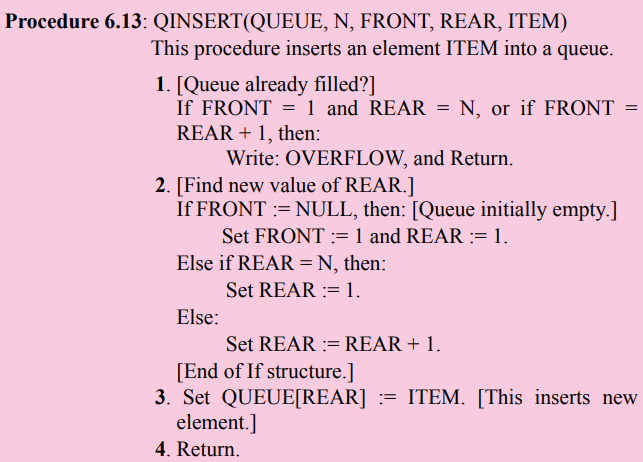 Procedure 6.13: QINSERT(QUEUE, N, FRONT, REAR, ITEM)
This procedure inserts an element ITEM into a queue.
1. [Queue already filled?]
If FRONT = 1 and REAR = N, or if FRONT =
REAR + 1, then:
Write: OVERFLOW, and Return.
2. [Find new value of REAR.]
If FRONT := NULL, then: [Queue initially empty.]
Set FRONT := 1 and REAR := 1.
Else if REAR = N, then:
Set REAR := 1.
Else:
Set REAR := REAR + 1.
[End of If structure.]
3. Set QUEUE[REAR] := ITEM. [This inserts new
element.]
4. Return.